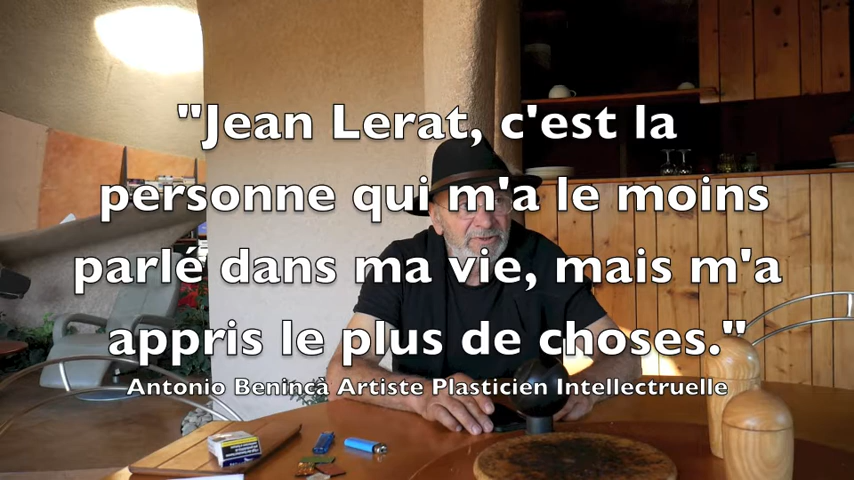 "Jean Lerat, c'est la
personne qui m'a le moins
parlé dans ma vie, mais m'a
appris le plus de choses."
Antonio Benincà Artiste Plasticien Intellectruelle